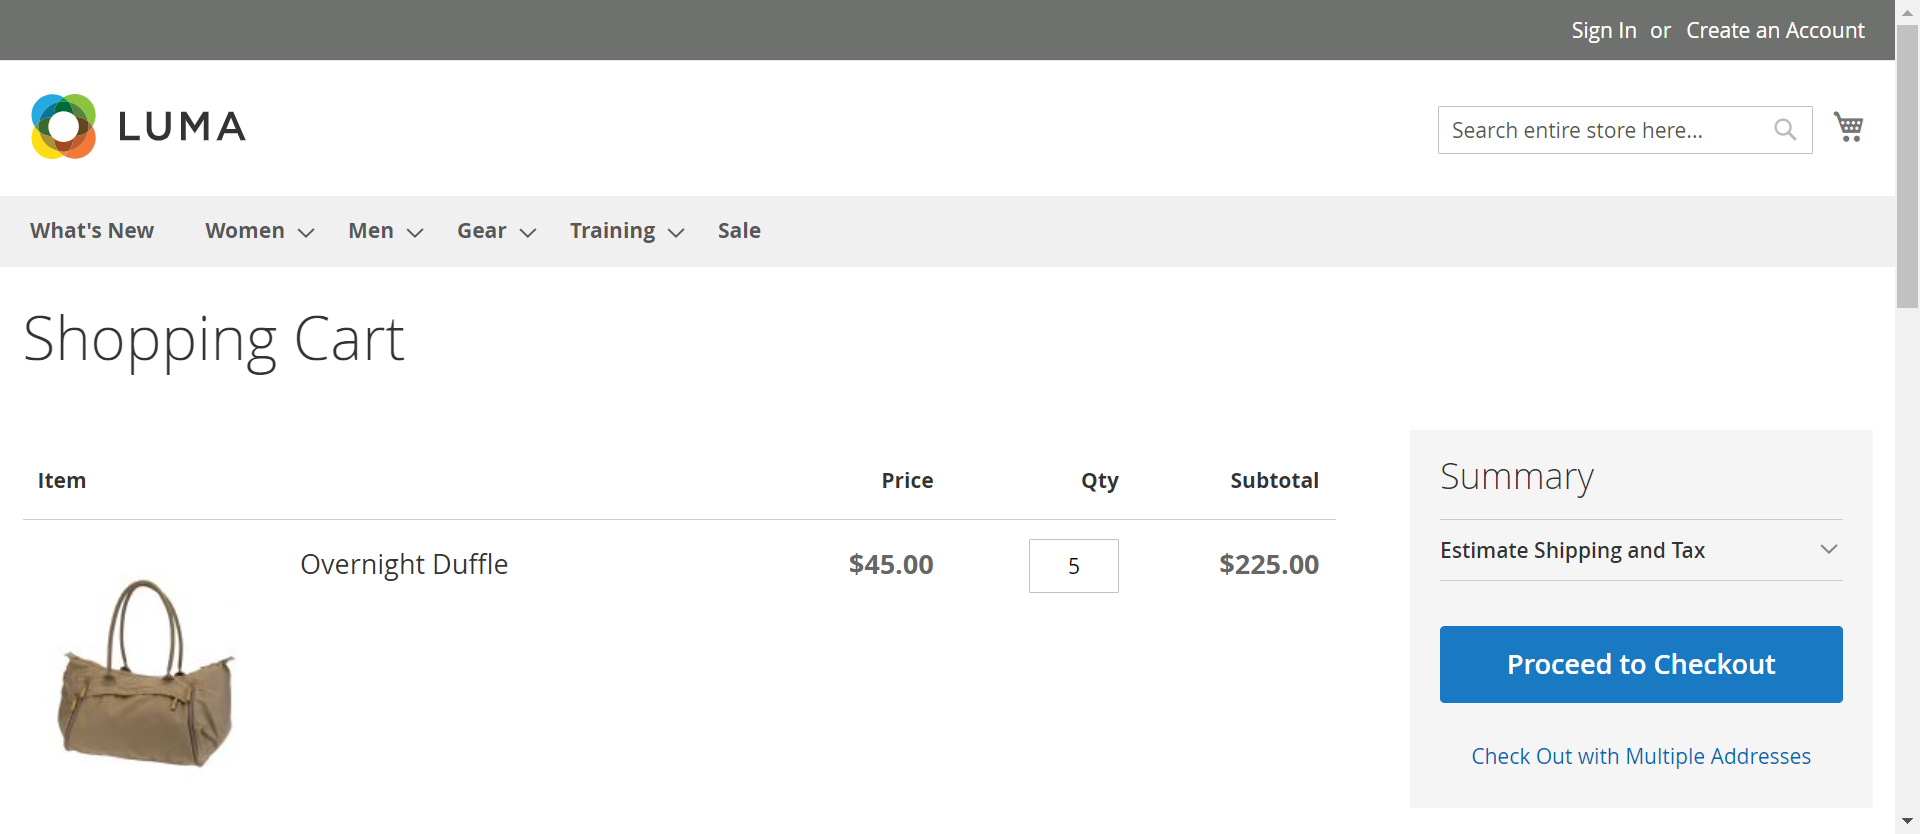 Sign In or Create an Account
LUMA
Search entire store here...
What's New Women Men Gear Training Sale
Shopping Cart
Item Price Qty Subtotal
Overnight Duffle $45.00 5 $225.00
Summary
Estimate Shipping and Tax
Proceed to Checkout
Check Out with Multiple Addresses